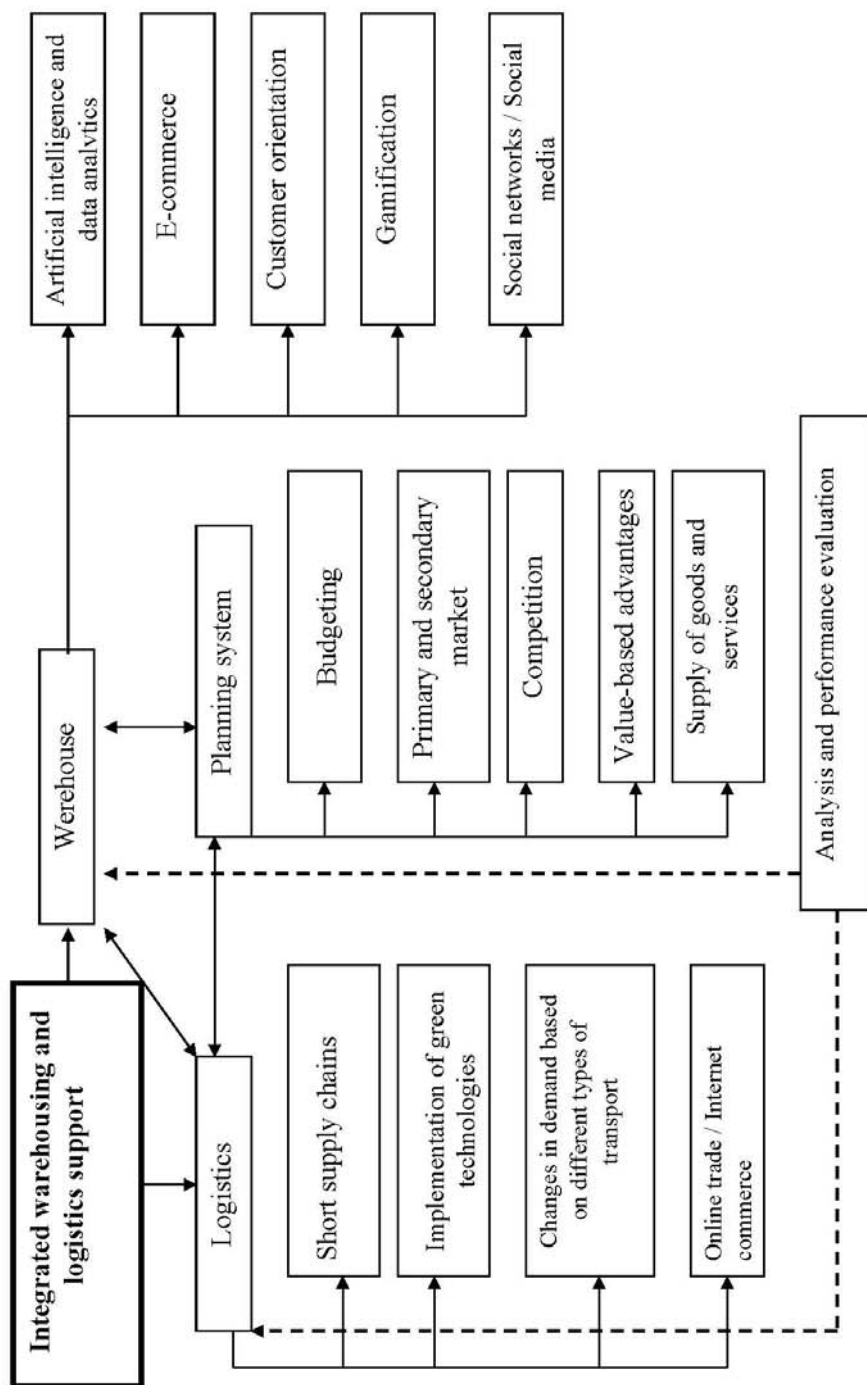 Integrated warehousing and
logistics support
Werehouse
Logistics
Planning system
Short supply chains
Implementation of green
technologies
Changes in demand based
on different types of
transport
Online trade / Internet
commerce
Budgeting
Primary and secondary
market
Competition
Value-based advantages
Supply of goods and
services
Artificial intelligence and
data analytics
E-commerce
Customer orientation
Gamification
Social networks / Social
media
Analysis and performance evaluation